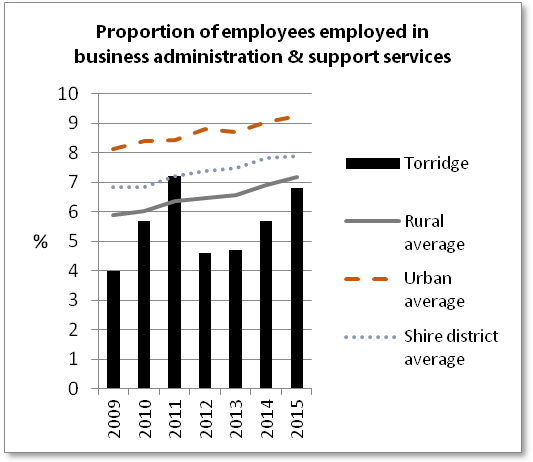 Proportion of employees employed in
business administration & support services
10
9
8
7
6
5
4
3
2
1
0
%
2009
2010
2011
2012
2013
2014
2015
Torridge
Rural
average
Urban
average
Shire district
average